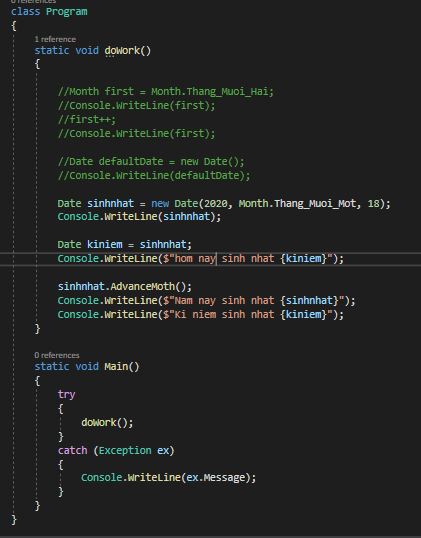 0 references
class Program
{
1 reference
static void doWork()
{
//Month first = Month.Thang_Muoi_Hai;
//Console.WriteLine(first);
//first++;
//Console.WriteLine(first);
//Date defaultDate = new Date();
//Console.WriteLine(defaultDate);
Date sinhnhat = new Date(2020, Month.Thang_Muoi_Mot, 18);
Console.WriteLine(sinhnhat);
Date kiniem = sinhnhat;
Console.WriteLine($"hom nay sinh nhat {kiniem}");
sinhnhat.AdvanceMoth();
Console.WriteLine($"Nam nay sinh nhat {sinhnhat}");
Console.WriteLine($"Ki niem sinh nhat {kiniem}");
}
0 references
static void Main()
{
try
{
doWork();
}
catch (Exception ex)
{
Console.WriteLine(ex.Message);
}
}
}